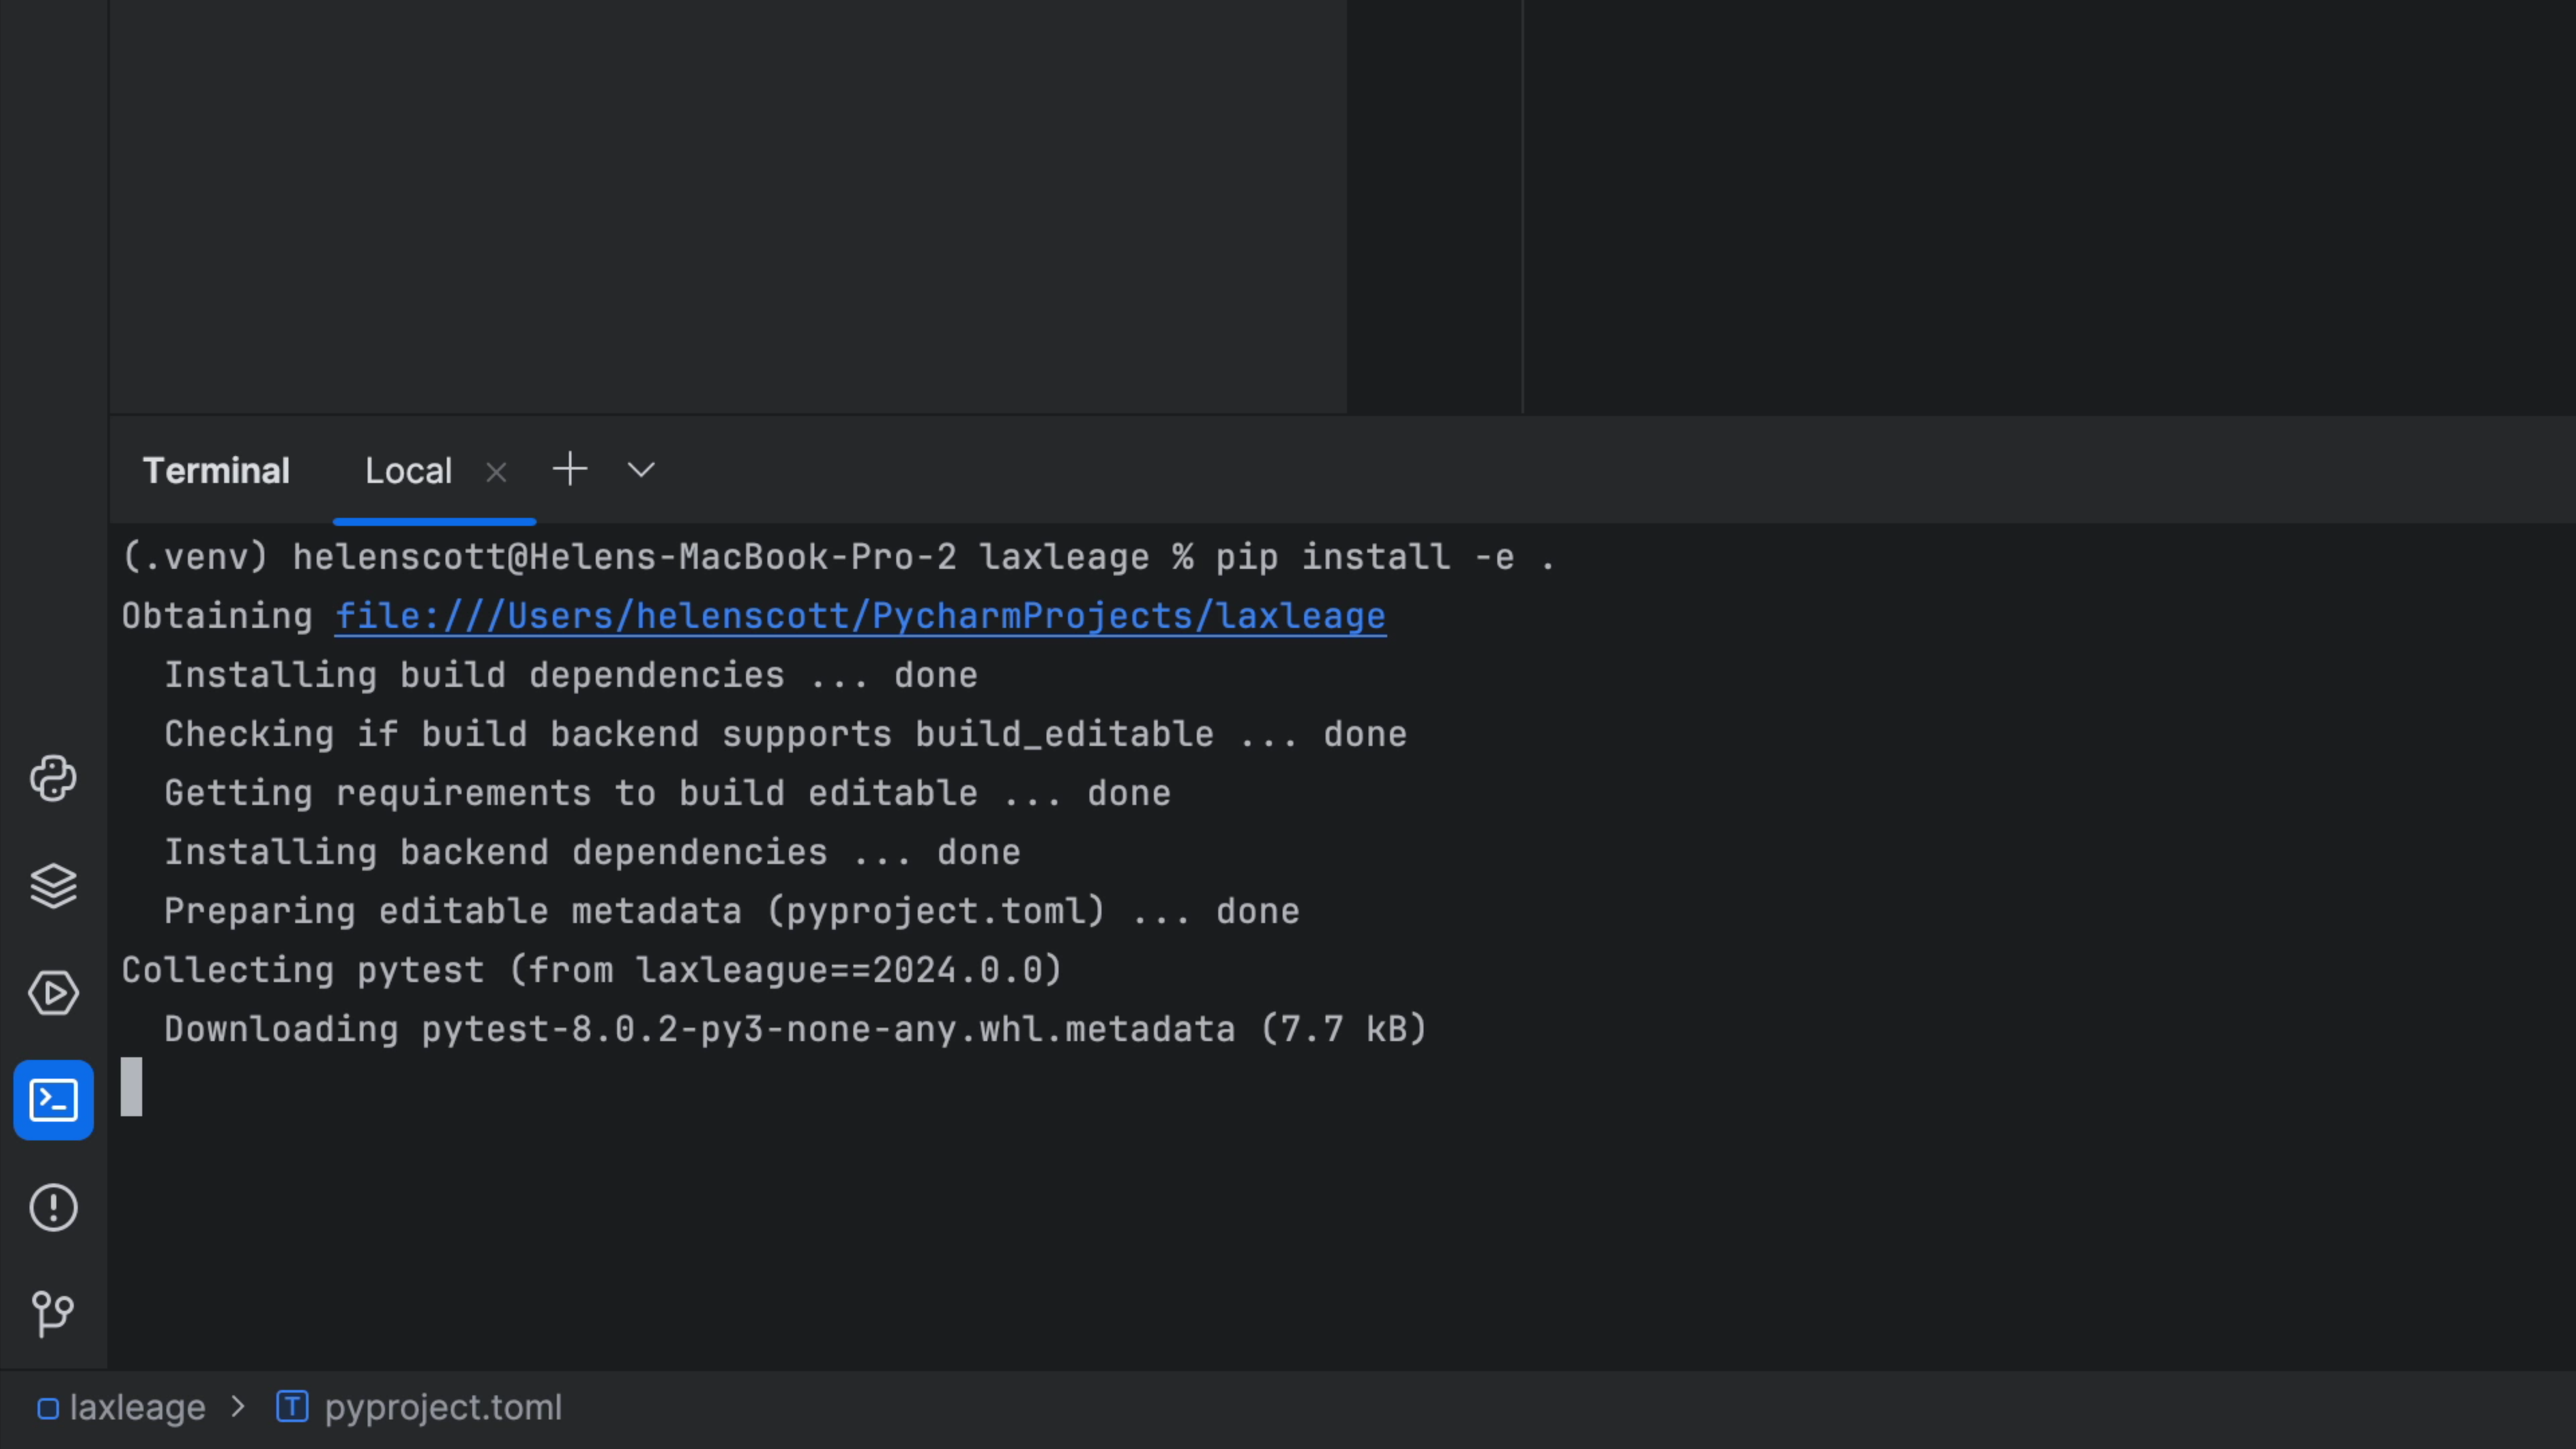 Terminal Local
(.venv) helenscott@Helens-MacBook-Pro-2 laxleage % pip install -e .
Obtaining file:///Users/helenscott/PycharmProjects/laxleage
  Installing build dependencies ... done
  Checking if build backend supports build_editable ... done
  Getting requirements to build editable ... done
  Installing backend dependencies ... done
  Preparing editable metadata (pyproject.toml) ... done
Collecting pytest (from laxleague==2024.0.0)
  Downloading pytest-8.0.2-py3-none-any.whl.metadata (7.7 kB)
laxleage > pyproject.toml